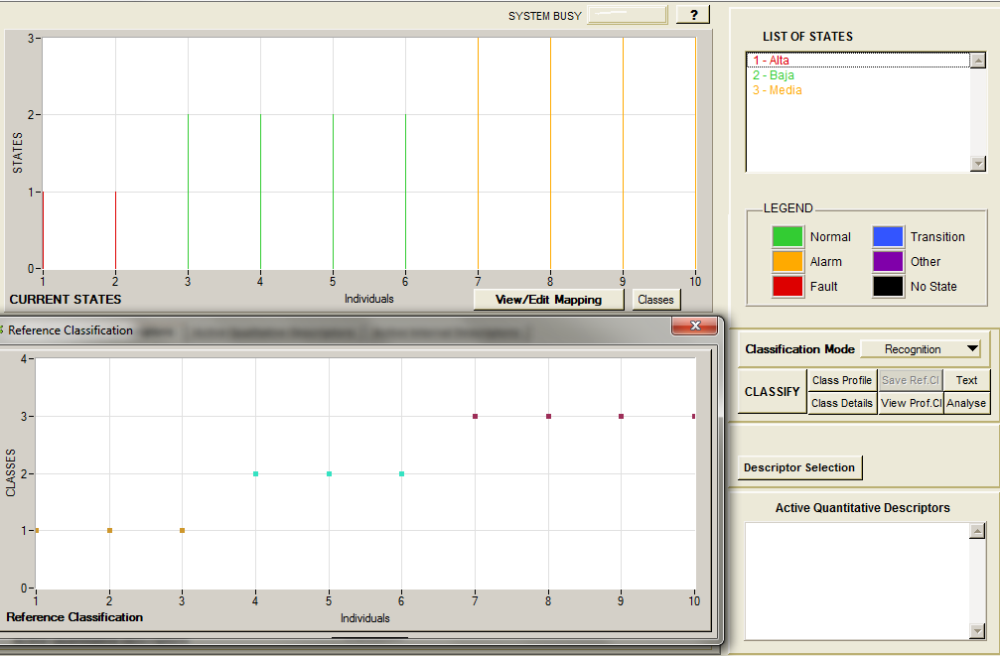 SYSTEM BUSY ?
3
2
1
0
STATES
1 2 3 4 5 6 7 8 9 10
CURRENT STATES Individuals View/Edit Mapping Classes
Reference Classification X
4
3
2
1
0
CLASSES
1 2 3 4 5 6 7 8 9 10
Reference Classification Individuals
LIST OF STATES
1 - Alta
2 - Baja
3 - Media
LEGEND
Normal Transition
Alarm Other
Fault No State
Classification Mode Recognition
CLASSIFY Class Profile Save Ref.Cl Text
Class Details View Prof.Cl Analyse
Descriptor Selection
Active Quantitative Descriptors